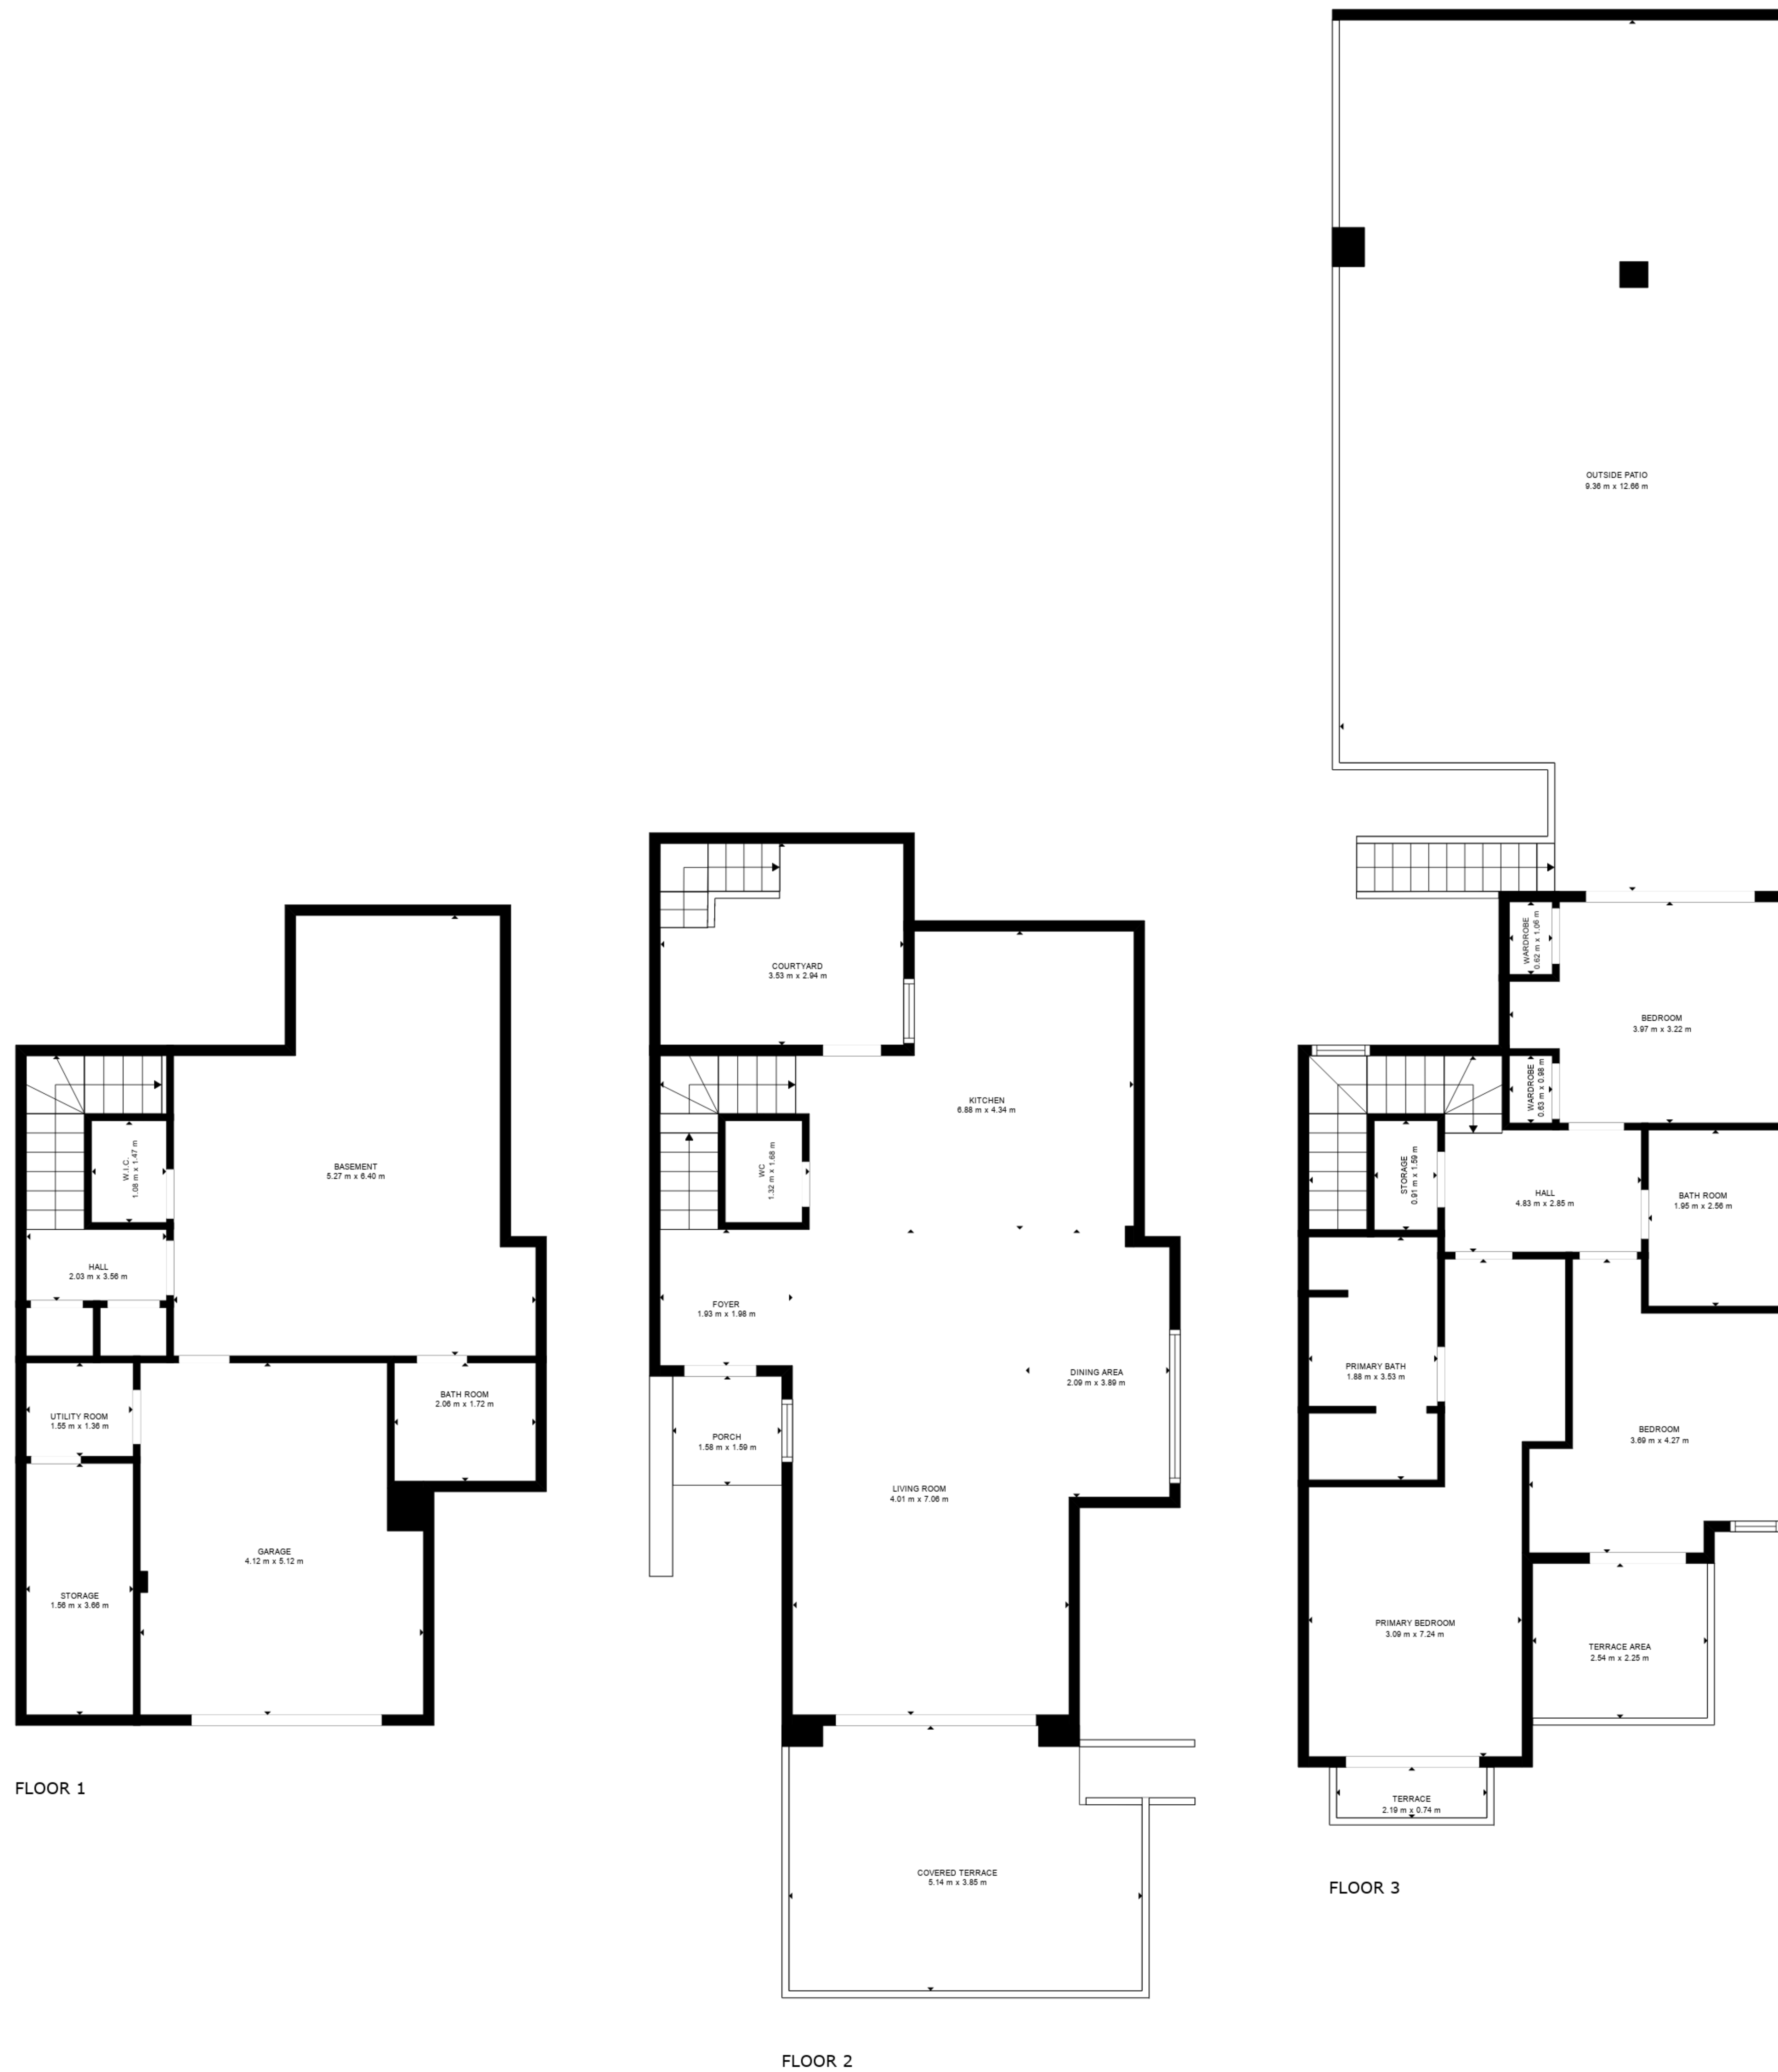 W.I.C.
1.08 m x 1.47 m
BASEMENT
5.27 m x 6.40 m
HALL
2.03 m x 3.56 m
BATH ROOM
2.06 m x 1.72 m
UTILITY ROOM
1.55 m x 1.36 m
GARAGE
4.12 m x 5.12 m
STORAGE
1.56 m x 3.66 m
FLOOR 1
COURTYARD
3.53 m x 2.94 m
KITCHEN
6.88 m x 4.34 m
WC
1.32 m x 1.68 m
FOYER
1.93 m x 1.98 m
DINING AREA
2.09 m x 3.89 m
PORCH
1.58 m x 1.59 m
LIVING ROOM
4.01 m x 7.06 m
COVERED TERRACE
5.14 m x 3.85 m
FLOOR 2
OUTSIDE PATIO
9.36 m x 12.66 m
WARDROBE
0.62 m x 1.06 m
BEDROOM
3.97 m x 3.22 m
WARDROBE
0.63 m x 0.98 m
STORAGE
0.91 m x 1.59 m
HALL
4.83 m x 2.85 m
BATH ROOM
1.95 m x 2.56 m
PRIMARY BATH
1.88 m x 3.53 m
BEDROOM
3.69 m x 4.27 m
PRIMARY BEDROOM
3.09 m x 7.24 m
TERRACE AREA
2.54 m x 2.25 m
TERRACE
2.19 m x 0.74 m
FLOOR 3